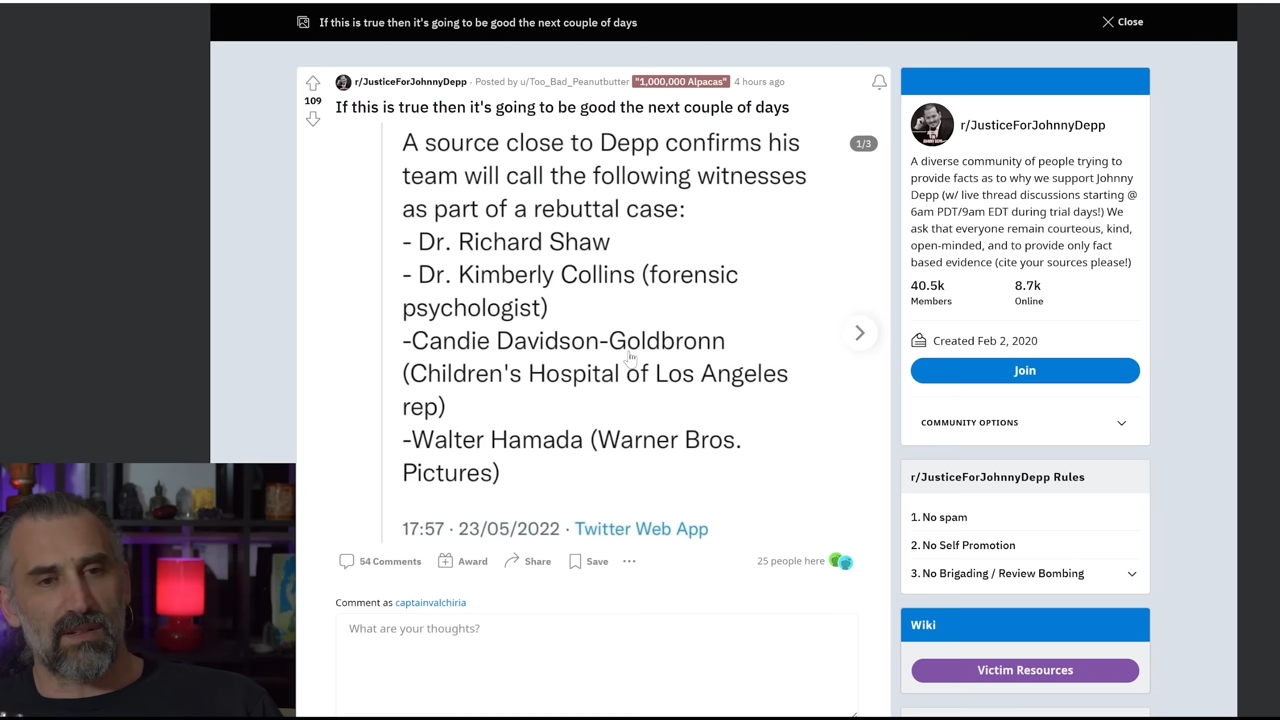 If this is true then it's going to be good the next couple of days
Close
109
r/JusticeForJohnnyDepp · Posted by u/Too_Bad_Peanutbutter "1,000,000 Alpacas" 4 hours ago
If this is true then it's going to be good the next couple of days
1/3
A source close to Depp confirms his
team will call the following witnesses
as part of a rebuttal case:
- Dr. Richard Shaw
- Dr. Kimberly Collins (forensic
psychologist)
-Candie Davidson-Goldbronn
(Children's Hospital of Los Angeles
rep)
-Walter Hamada (Warner Bros.
Pictures)
17:57 · 23/05/2022 · Twitter Web App
54 Comments Award Share Save ··· 25 people here
Comment as captainvalchiria
What are your thoughts?
r/JusticeForJohnnyDepp
A diverse community of people trying to
provide facts as to why we support Johnny
Depp (w/ live thread discussions starting @
6am PDT/9am EDT during trial days!) We
ask that everyone remain courteous, kind,
open-minded, and to provide only fact
based evidence (cite your sources please!)
40.5k 8.7k
Members Online
Created Feb 2, 2020
Join
COMMUNITY OPTIONS
r/JusticeForJohnnyDepp Rules
1. No spam
2. No Self Promotion
3. No Brigading / Review Bombing
Wiki
Victim Resources